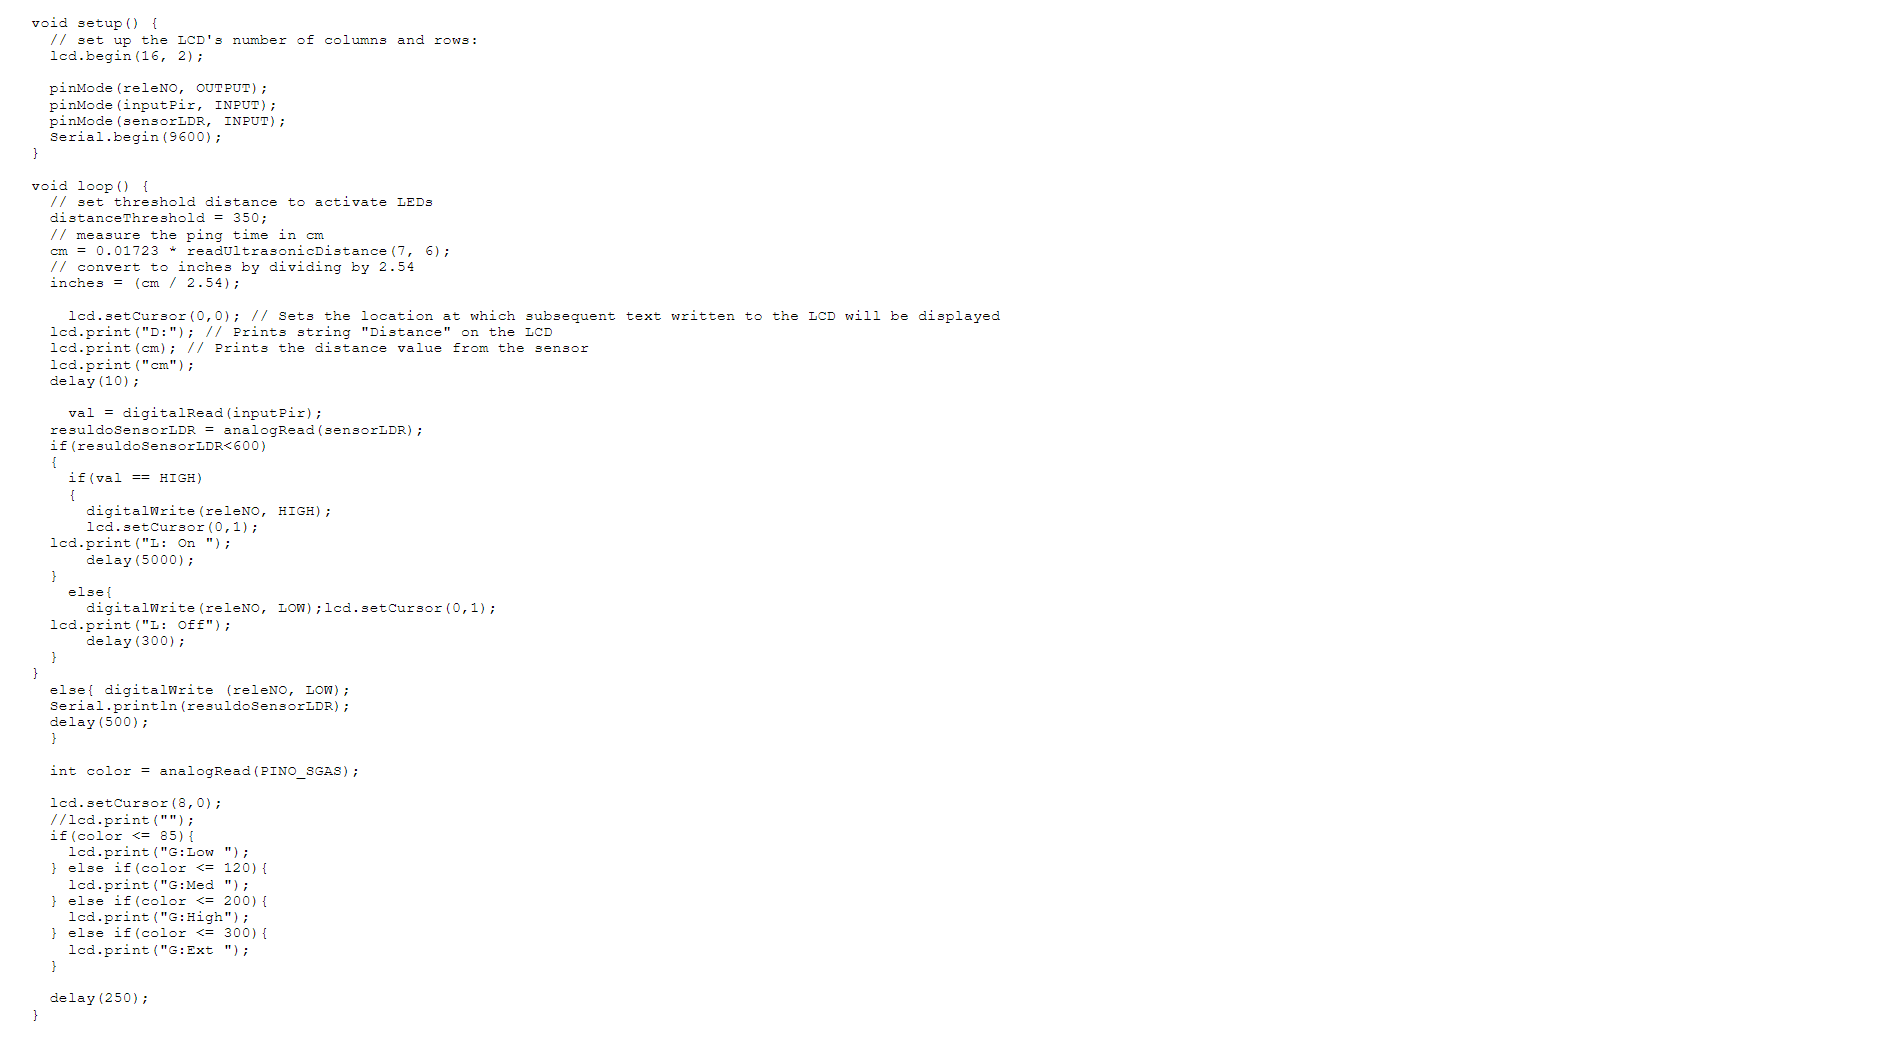 void setup() {
  // set up the LCD's number of columns and rows:
  lcd.begin(16, 2);

  pinMode(releNO, OUTPUT);
  pinMode(inputPir, INPUT);
  pinMode(sensorLDR, INPUT);
  Serial.begin(9600);
}

void loop() {
  // set threshold distance to activate LEDs
  distanceThreshold = 350;
  // measure the ping time in cm
  cm = 0.01723 * readUltrasonicDistance(7, 6);
  // convert to inches by dividing by 2.54
  inches = (cm / 2.54);

    lcd.setCursor(0,0); // Sets the location at which subsequent text written to the LCD will be displayed
  lcd.print("D:"); // Prints string "Distance" on the LCD
  lcd.print(cm); // Prints the distance value from the sensor
  lcd.print("cm");
  delay(10);

    val = digitalRead(inputPir);
  resuldoSensorLDR = analogRead(sensorLDR);
  if(resuldoSensorLDR<600)
  {
    if(val == HIGH)
    {
      digitalWrite(releNO, HIGH);
      lcd.setCursor(0,1);
  lcd.print("L: On ");
      delay(5000);
  }
    else{
      digitalWrite(releNO, LOW);lcd.setCursor(0,1);
  lcd.print("L: Off");
      delay(300);
  }
}
  else{ digitalWrite (releNO, LOW);
  Serial.println(resuldoSensorLDR);
  delay(500);
  }

  int color = analogRead(PINO_SGAS);

  lcd.setCursor(8,0);
  //lcd.print("");
  if(color <= 85){
    lcd.print("G:Low ");
  } else if(color <= 120){
    lcd.print("G:Med ");
  } else if(color <= 200){
    lcd.print("G:High");
  } else if(color <= 300){
    lcd.print("G:Ext ");
  }

  delay(250);
}